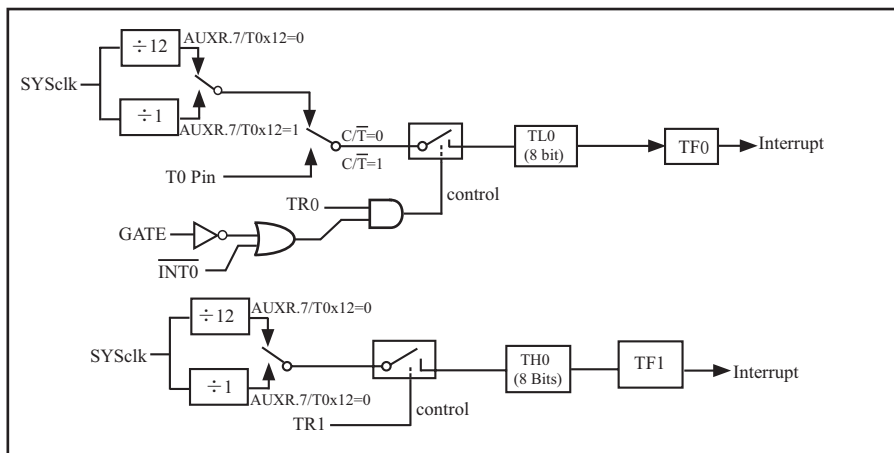 ÷12
AUXR.7/T0x12=0
SYSclk
÷1
AUXR.7/T0x12=1
C/T̅=0
C/T̅=1
TL0
(8 bit)
TF0
Interrupt
T0 Pin
control
TR0
GATE
I̅N̅T̅0̅
÷12
AUXR.7/T0x12=0
SYSclk
÷1
AUXR.7/T0x12=0
TH0
(8 Bits)
TF1
Interrupt
control
TR1